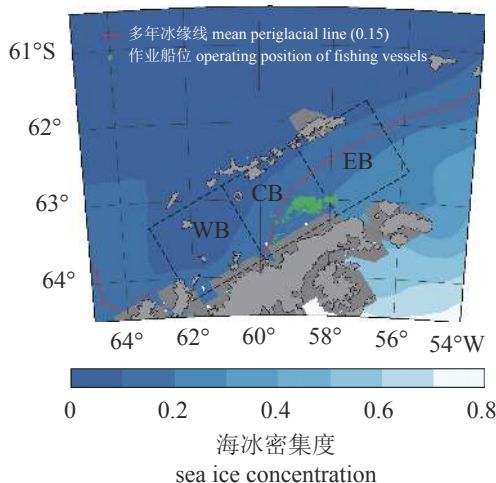 多年冰缘线 mean periglacial line (0.15)
作业船位 operating position of fishing vessels
61°S
62°
63°
64°
EB
CB
WB
64° 62° 60° 58° 56° 54°W
0 0.2 0.4 0.6 0.8
海冰密集度
sea ice concentration